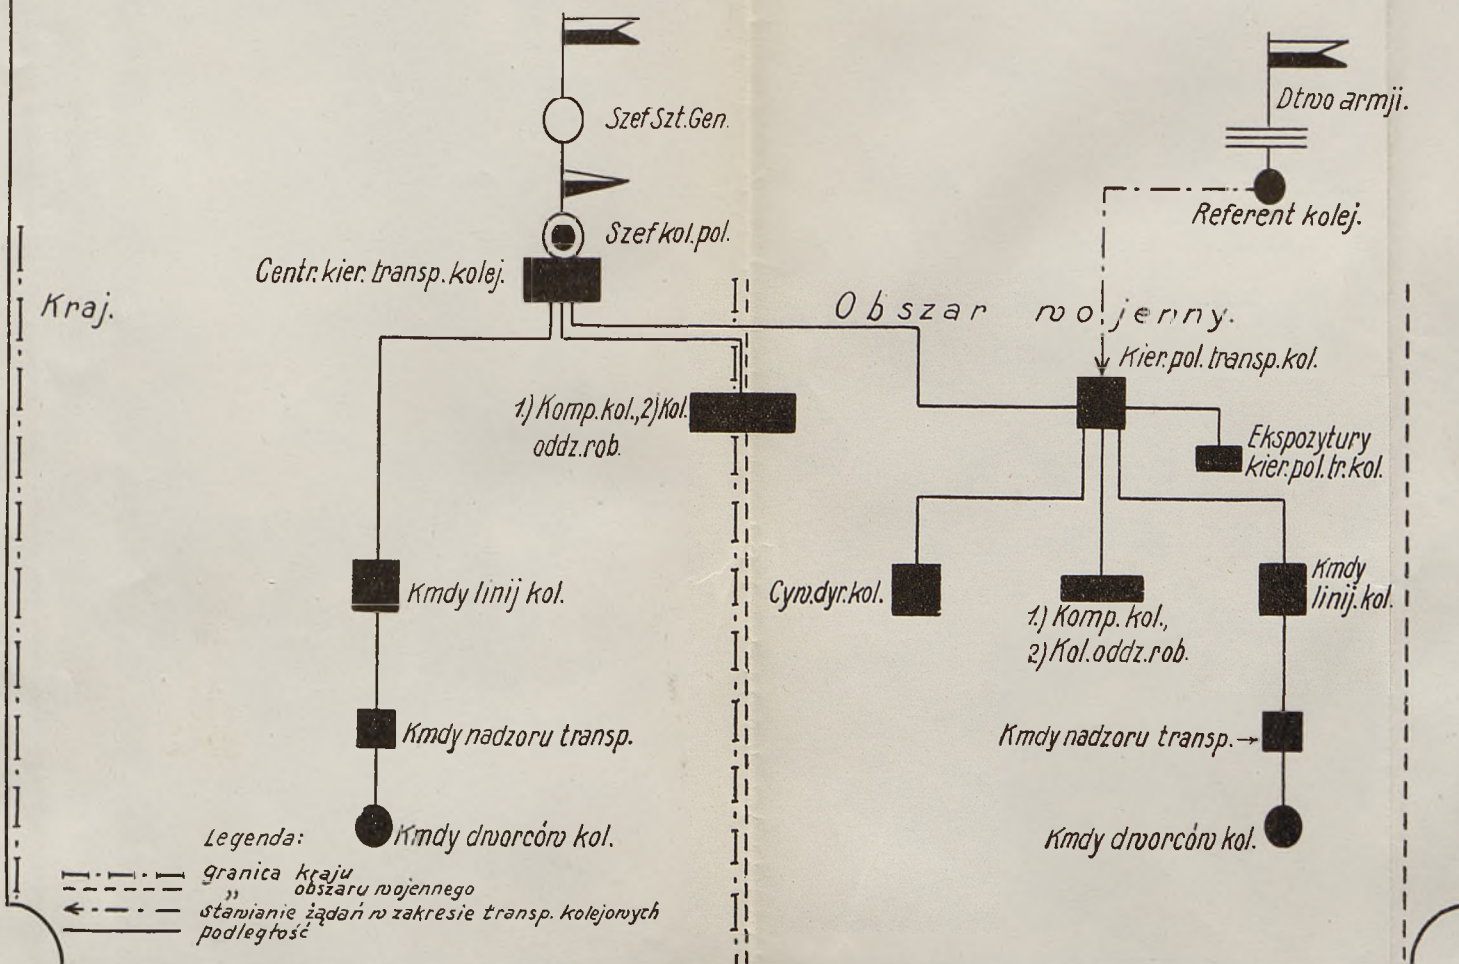 Szef Szt. Gen.
Dtwo armji.
Referent kolej.
Szef kol. pol.
Centr. kier. transp. kolej.
Kraj.
Obszar wojenny.
Kier. pol. transp. kol.
1.) Komp. kol., 2) Kol.
oddz. rob.
Ekspozytury
kier. pol. tr. kol.
Kmdy linij kol.
Cyw. dyr. kol.
1.) Komp. kol.,
2) Kol. oddz. rob.
Kmdy
linij. kol.
Kmdy nadzoru transp.
Kmdy nadzoru transp. →
Kmdy dworców kol.
Kmdy dworców kol.
Legenda:
granica kraju
„ obszaru wojennego
stawianie żądań w zakresie transp. kolejowych
podległość